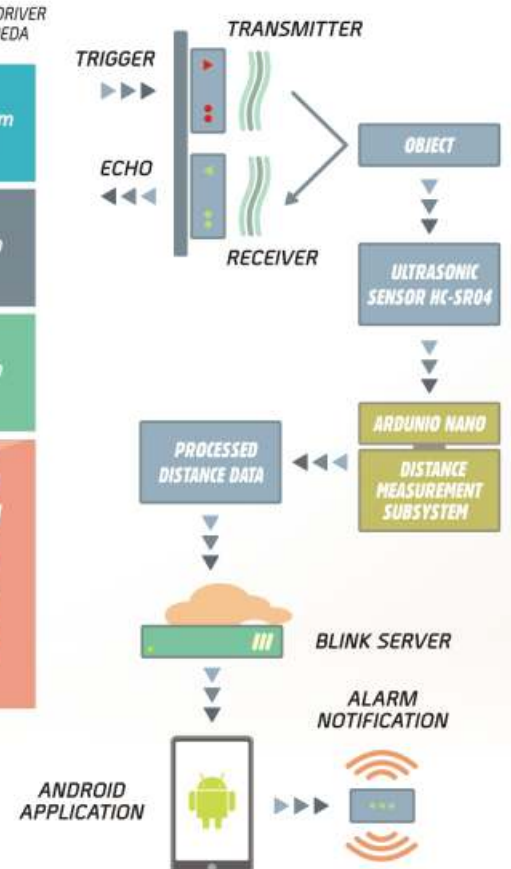 DRIVER
TRIGGER
TRANSMITTER
ECHO
RECEIVER
OBJECT
ULTRASONIC
SENSOR HC-SR04
ARDUNIO NANO
DISTANCE
MEASUREMENT
SUBSYSTEM
PROCESSED
DISTANCE DATA
BLINK SERVER
ALARM
NOTIFICATION
ANDROID
APPLICATION